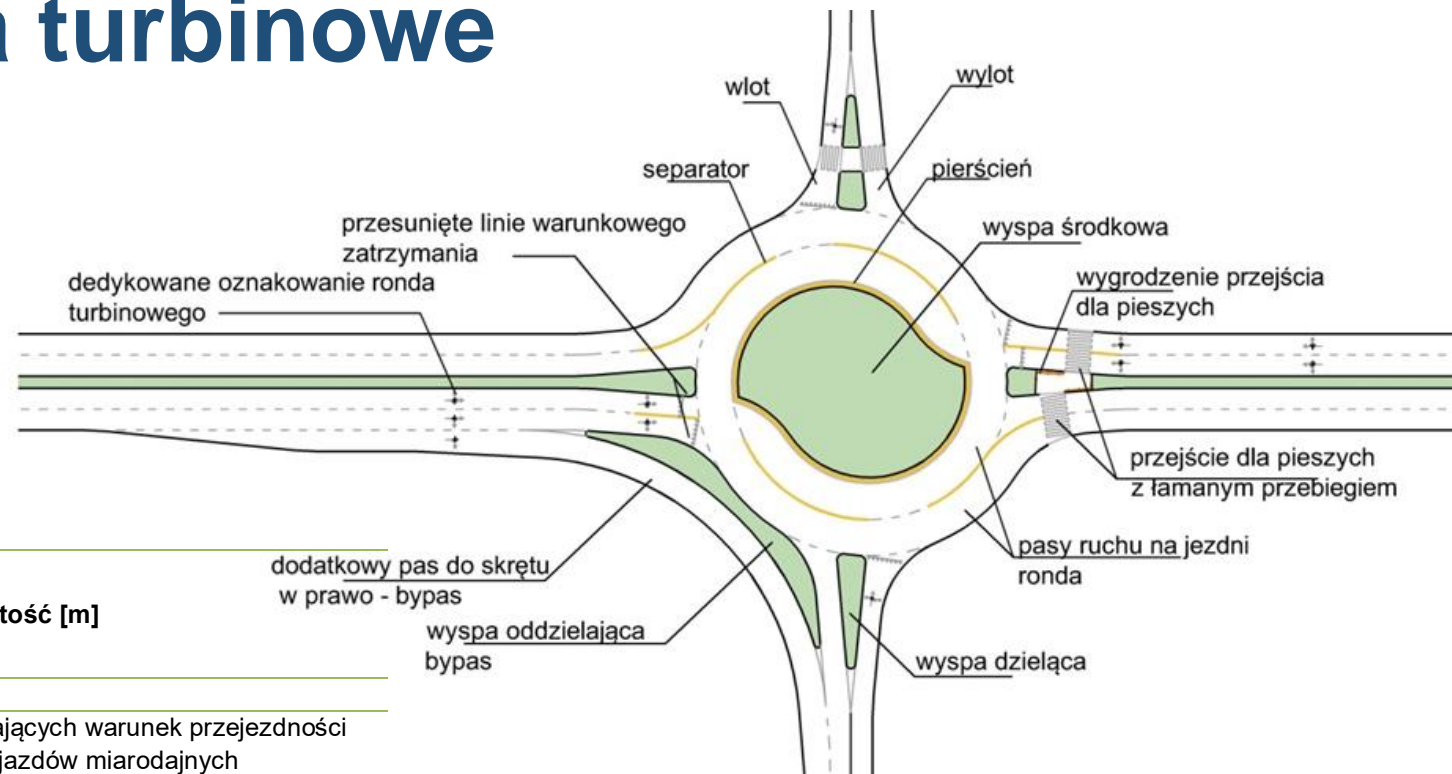 turbinowe
wlot
wylot
separator
pierścień
przesunięte linie warunkowego
zatrzymania
wyspa środkowa
dedykowane oznakowanie ronda
turbinowego
wygrodzenie przejścia
dla pieszych
przejście dla pieszych
z łamanym przebiegiem
pasy ruchu na jezdni
ronda
dodatkowy pas do skrętu
w prawo - bypas
wyspa oddzielająca
bypas
wyspa dzieląca
tość [m]
ających warunek przejezdności
jazdów miarodajnych